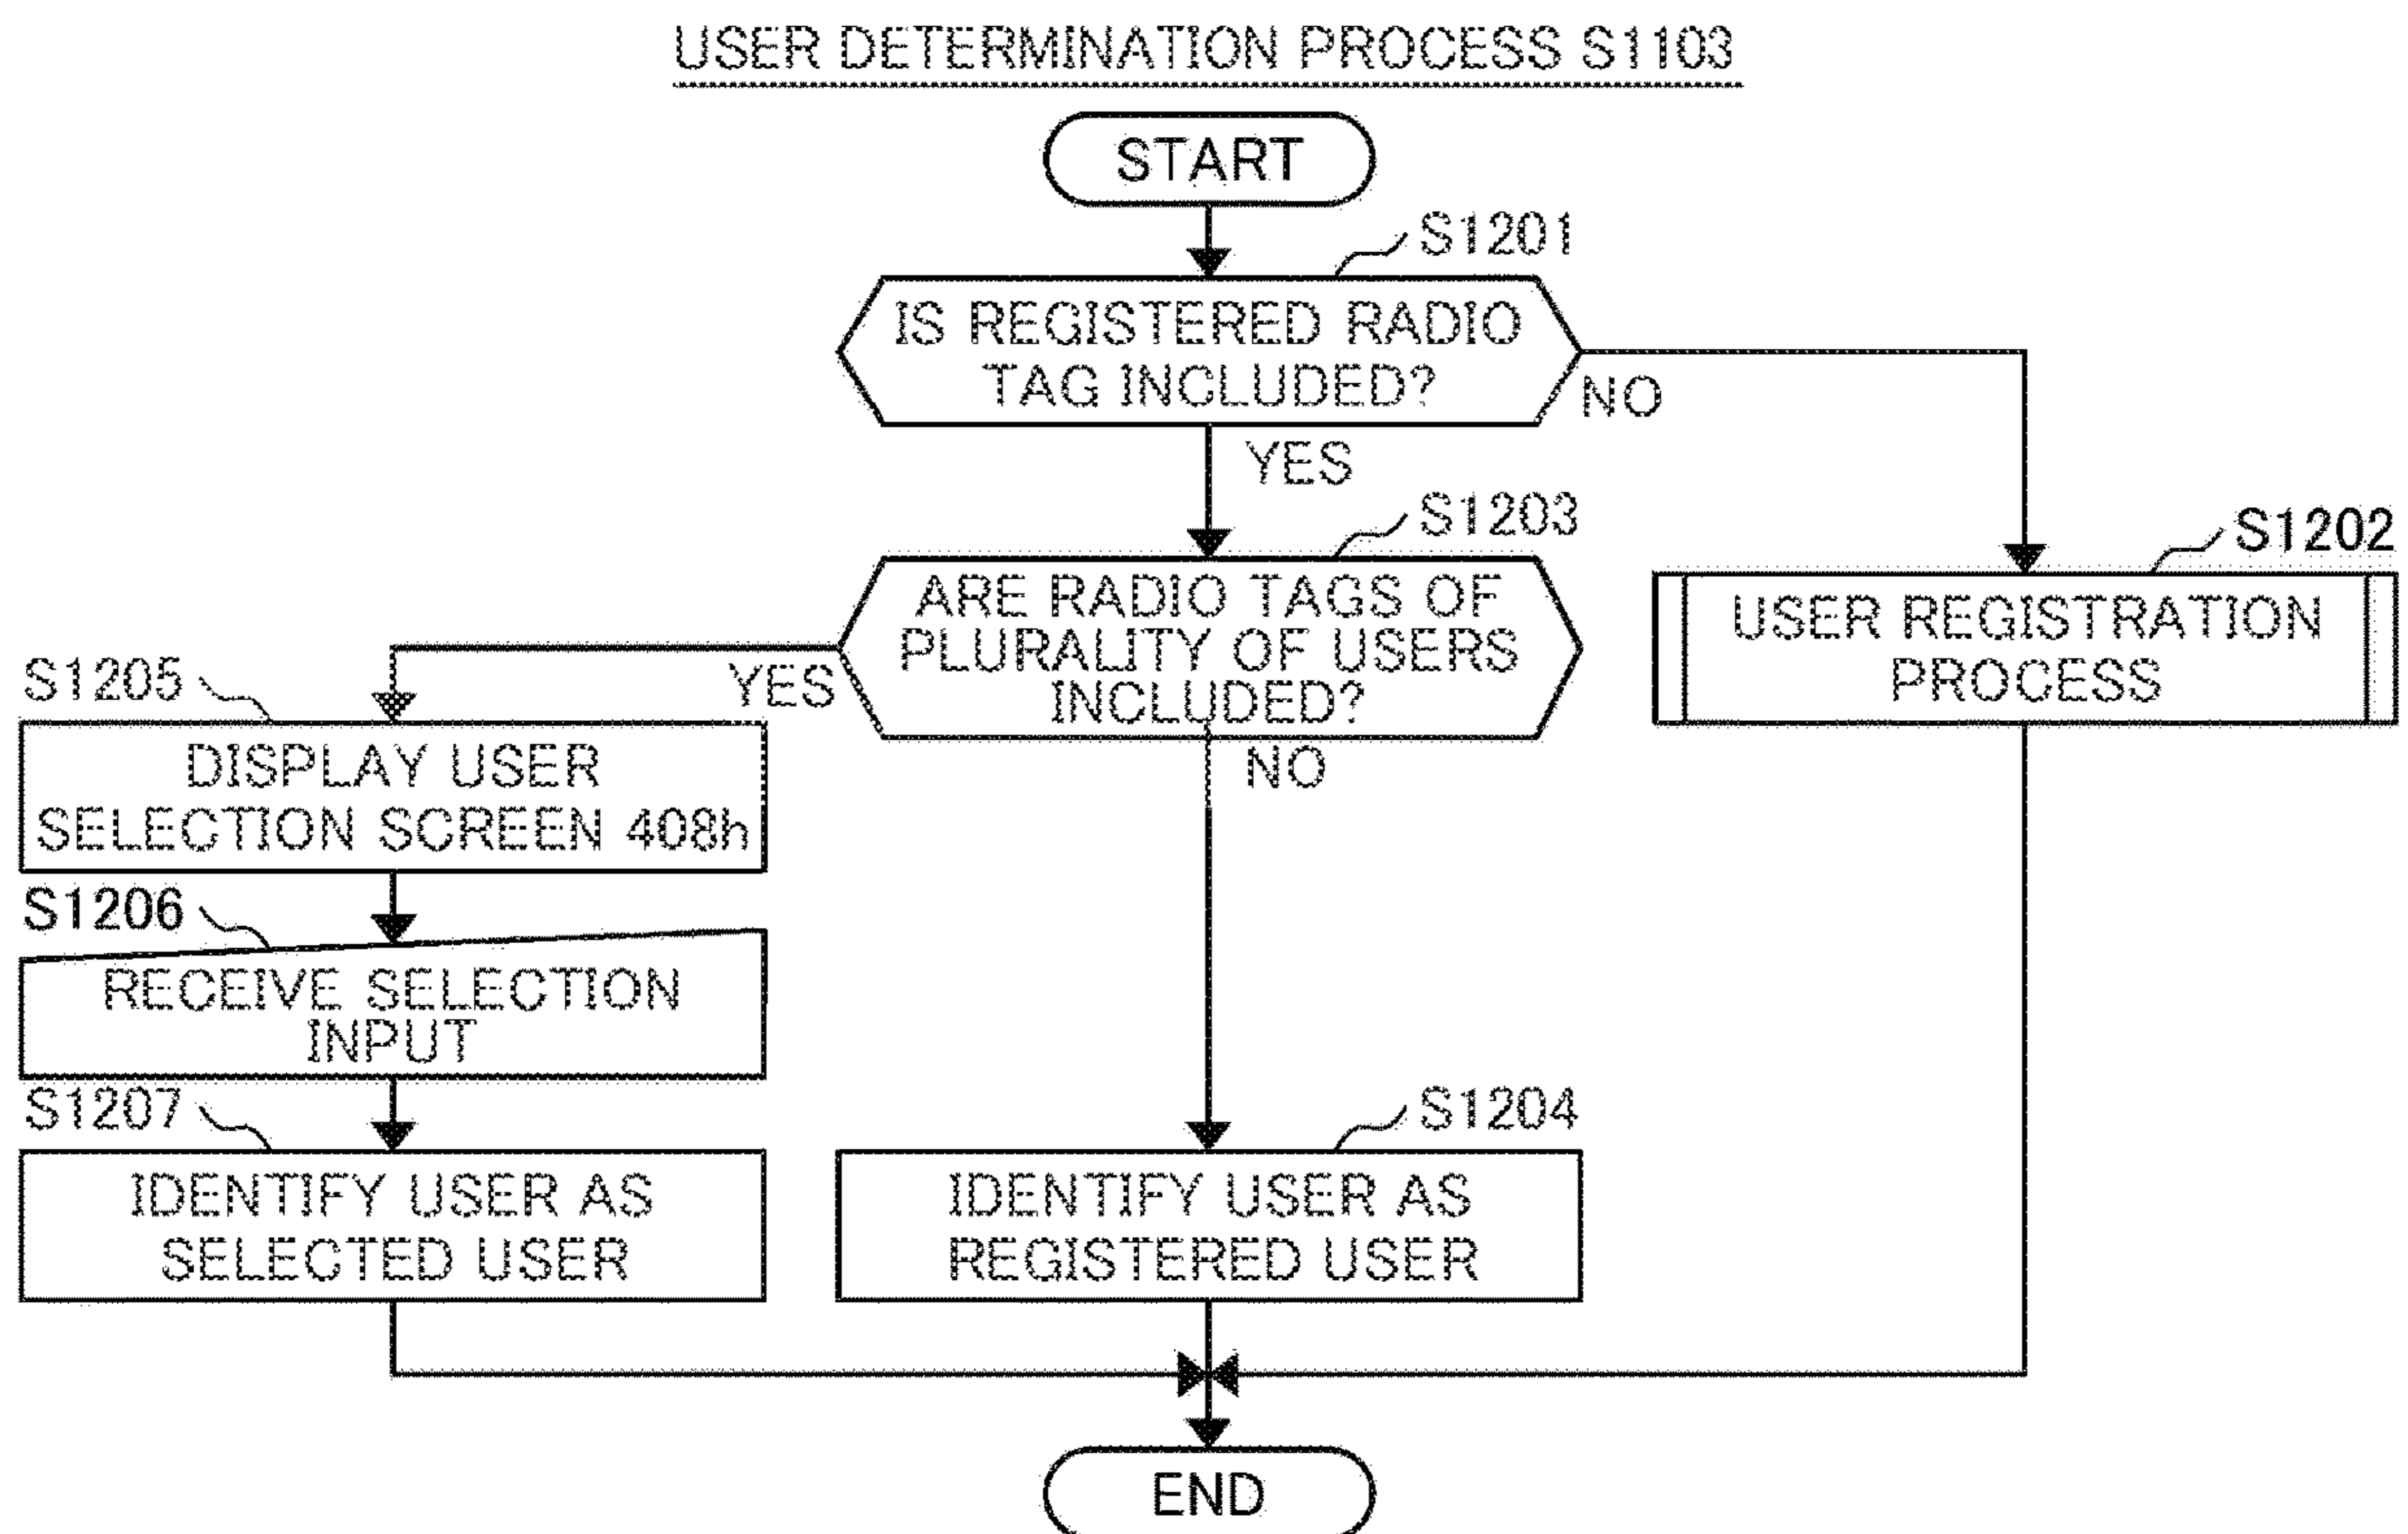 USER DETERMINATION PROCESS S1103
START
S1201
IS REGISTERED RADIO
TAG INCLUDED?
NO
YES
S1203
S1202
ARE RADIO TAGS OF
PLURALITY OF USERS
INCLUDED?
USER REGISTRATION
PROCESS
YES
NO
S1205
DISPLAY USER
SELECTION SCREEN 408h
S1206
RECEIVE SELECTION
INPUT
S1207
IDENTIFY USER AS
SELECTED USER
S1204
IDENTIFY USER AS
REGISTERED USER
END